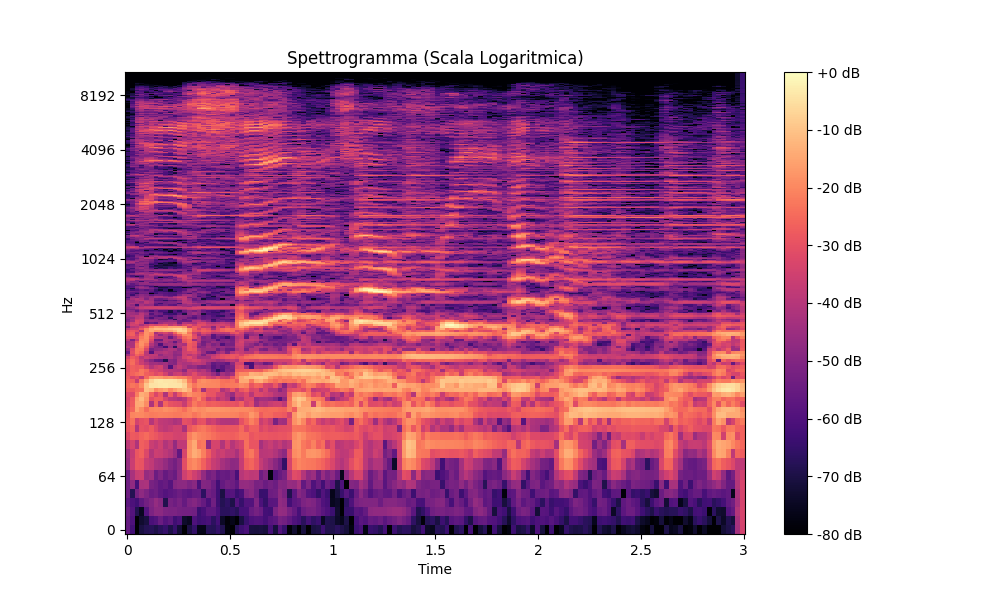 Spettrogramma (Scala Logaritmica)
8192
4096
2048
1024
512
256
128
64
0
Hz
0
0.5
1
1.5
2
2.5
3
Time
+0 dB
-10 dB
-20 dB
-30 dB
-40 dB
-50 dB
-60 dB
-70 dB
-80 dB